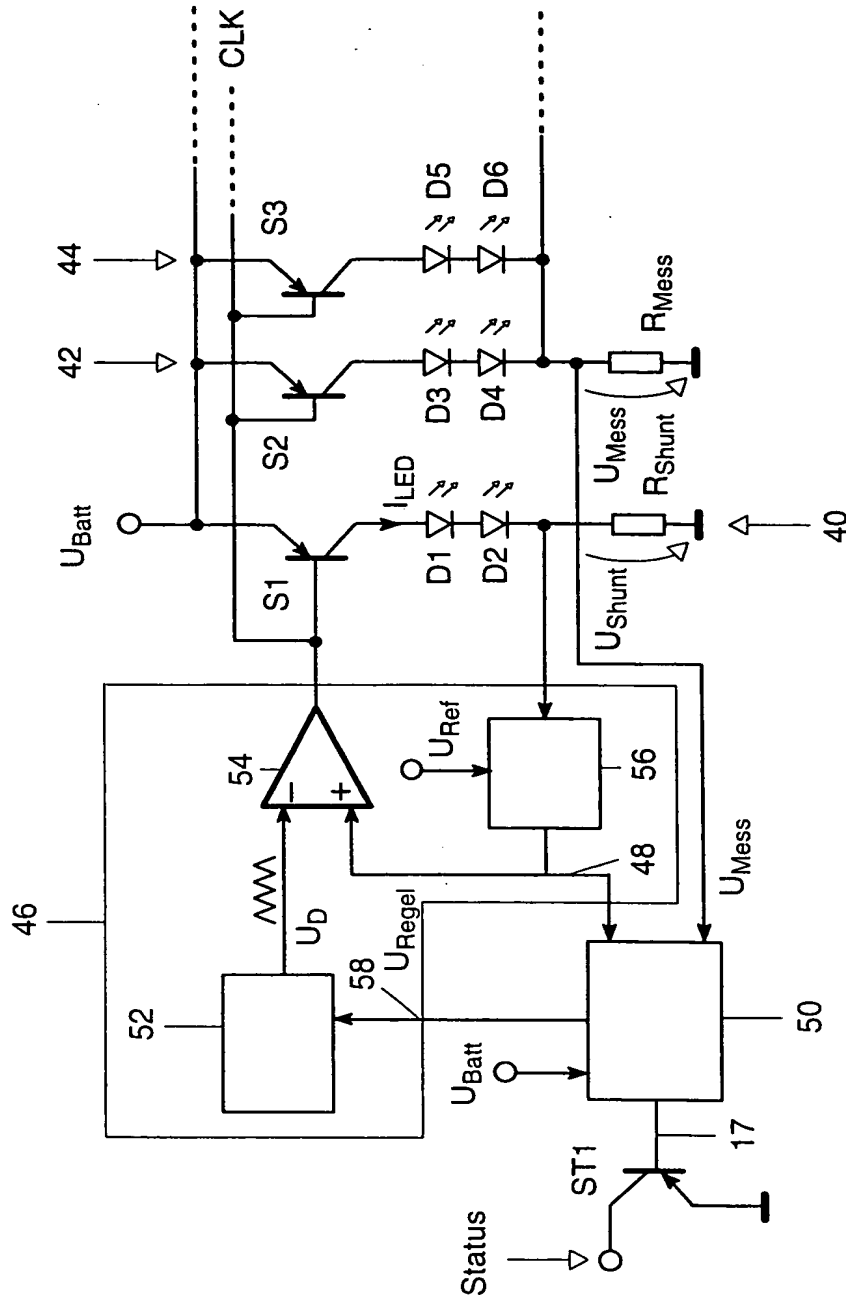 46
52
54
U_D
U_Regel
58
U_Batt
Status
ST1
17
50
48
56
U_Ref
U_Mess
−
+
U_Batt
S1
I_LED
D1
D2
U_Shunt
R_Shunt
40
42
S2
D3
D4
U_Mess
R_Mess
44
S3
D5
D6
CLK